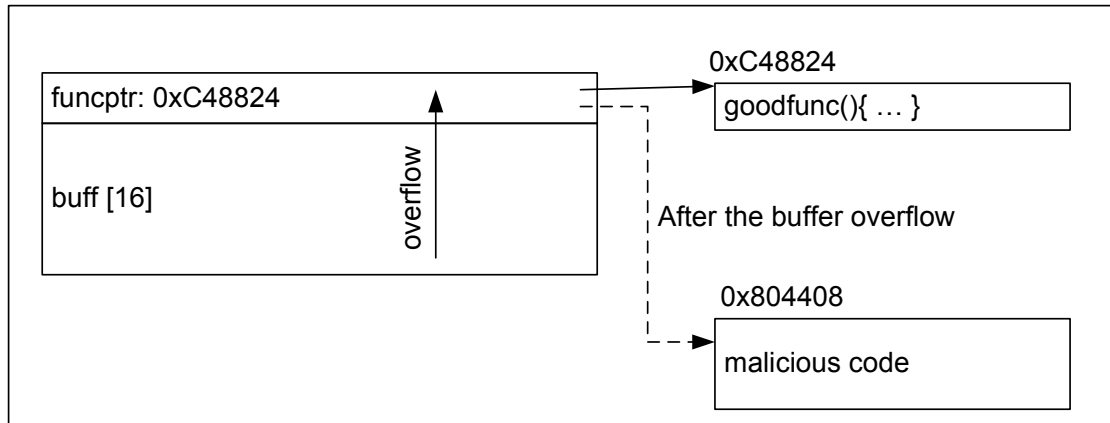 0xC48824
funcptr: 0xC48824
goodfunc(){ … }
buff [16]
overflow
After the buffer overflow
0x804408
malicious code